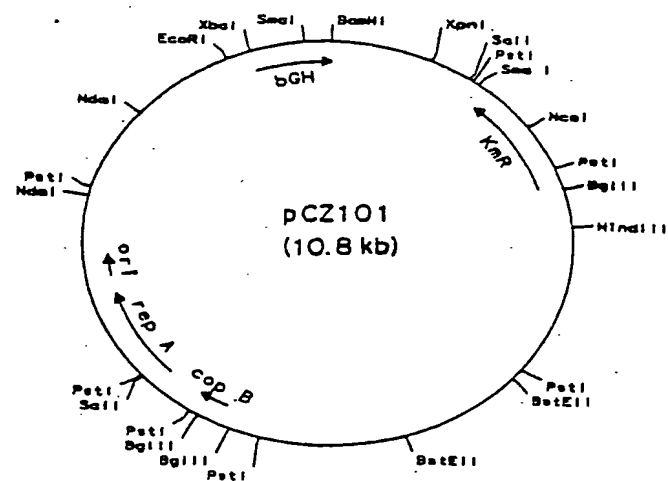 XbaI
SmaI
BamHI
EcoRI
XpnI
SalI
PstI
Sma I
bGH
NdeI
NcoI
KmR
PstI
BglII
PstI
NdeI
pCZ101
HindIII
(10.8 kb)
ori
rep A
cop B
PstI
SalI
PstI
BstEII
PstI
BglII
BglII
PstI
BstEII